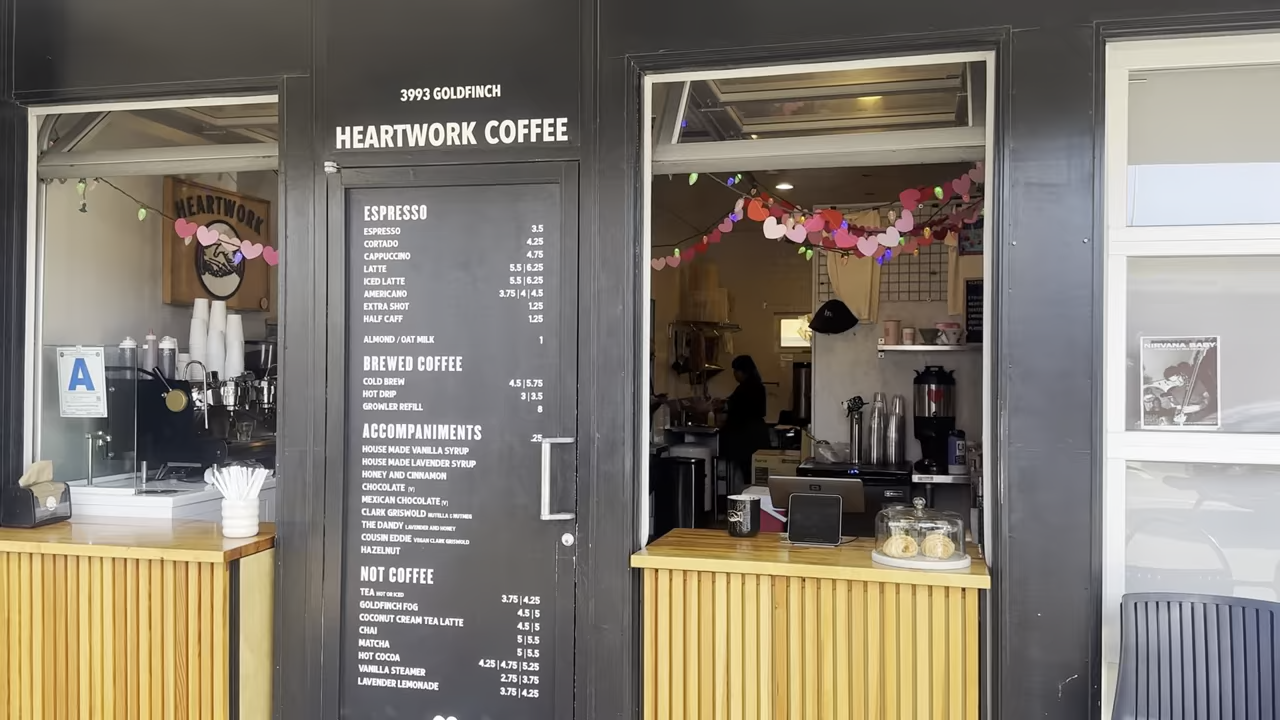 3993 GOLDFINCH
HEARTWORK COFFEE
HEARTWORK
A
ESPRESSO
ESPRESSO 3.5
CORTADO 4.25
CAPPUCCINO 4.75
LATTE 5.5|6.25
ICED LATTE 5.5|6.25
AMERICANO 3.75|4|4.5
EXTRA SHOT 1.25
HALF CAFF 1.25
ALMOND / OAT MILK 1
BREWED COFFEE
COLD BREW 4.5|5.75
HOT DRIP 3|3.5
GROWLER REFILL 8
ACCOMPANIMENTS .25
HOUSE MADE VANILLA SYRUP
HOUSE MADE LAVENDER SYRUP
HONEY AND CINNAMON
CHOCOLATE (V)
MEXICAN CHOCOLATE (V)
CLARK GRISWOLD NUTELLA & NUTMEG
THE DANDY LAVENDER AND HONEY
COUSIN EDDIE VEGAN CLARK GRISWOLD
HAZELNUT
NOT COFFEE
TEA HOT OR ICED 3.75|4.25
GOLDFINCH FOG 4.5|5
COCONUT CREAM TEA LATTE 4.5|5
CHAI 5|5.5
MATCHA 5|5.5
HOT COCOA 4.25|4.75|5.25
VANILLA STEAMER 2.75|3.75
LAVENDER LEMONADE 3.75|4.25
NIRVANA BABY